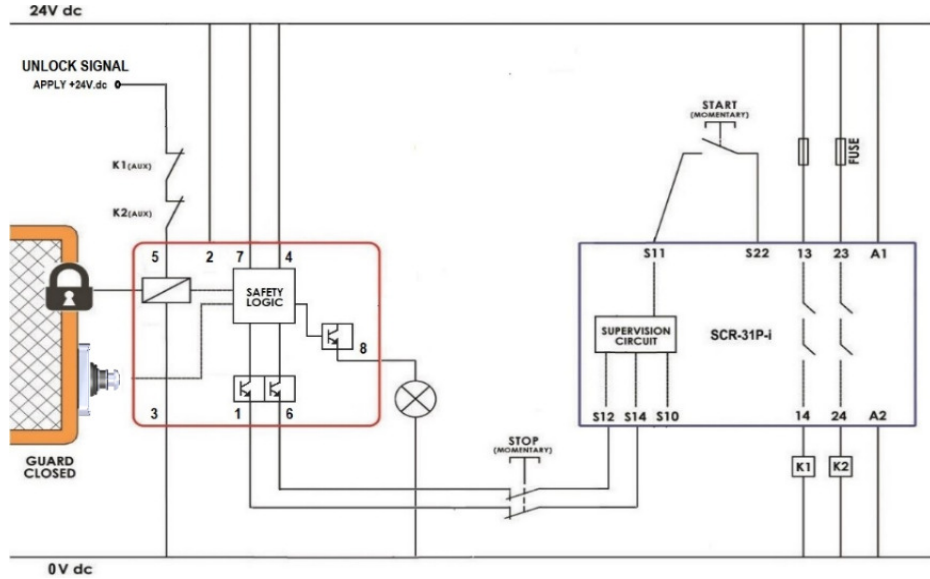 24V dc
UNLOCK SIGNAL
APPLY +24V.dc
K1(AUX)
K2(AUX)
START
(MOMENTARY)
FUSE
5 2 7 4
SAFETY
LOGIC
8
3 1 6
GUARD
CLOSED
S11 S22 13 23 A1
SUPERVISION
CIRCUIT
SCR-31P-i
S12 S14 S10 14 24 A2
STOP
(MOMENTARY)
K1 K2
0V dc